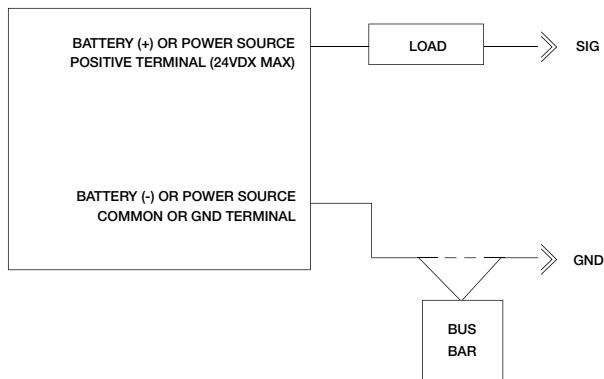 BATTERY (+) OR POWER SOURCE
POSITIVE TERMINAL (24VDX MAX)
LOAD
SIG
BATTERY (-) OR POWER SOURCE
COMMON OR GND TERMINAL
GND
BUS
BAR